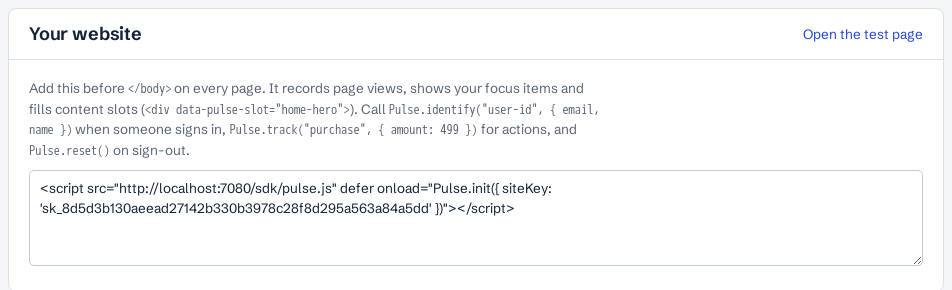 Your website
Open the test page
Add this before </body> on every page. It records page views, shows your focus items and
fills content slots (<div data-pulse-slot="home-hero">). Call Pulse.identify("user-id", { email,
name }) when someone signs in, Pulse.track("purchase", { amount: 499 }) for actions, and
Pulse.reset() on sign-out.
<script src="http://localhost:7080/sdk/pulse.js" defer onload="Pulse.init({ siteKey:
'sk_8d5d3b130aeead27142b330b3978c28f8d295a563a84a5dd' })"></script>